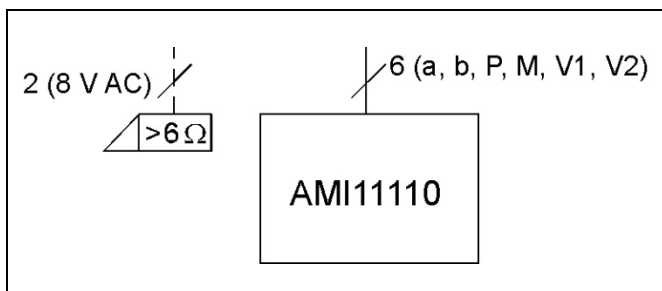 2 (8 V AC)
6 (a, b, P, M, V1, V2)
>6 Ω
AMI11110